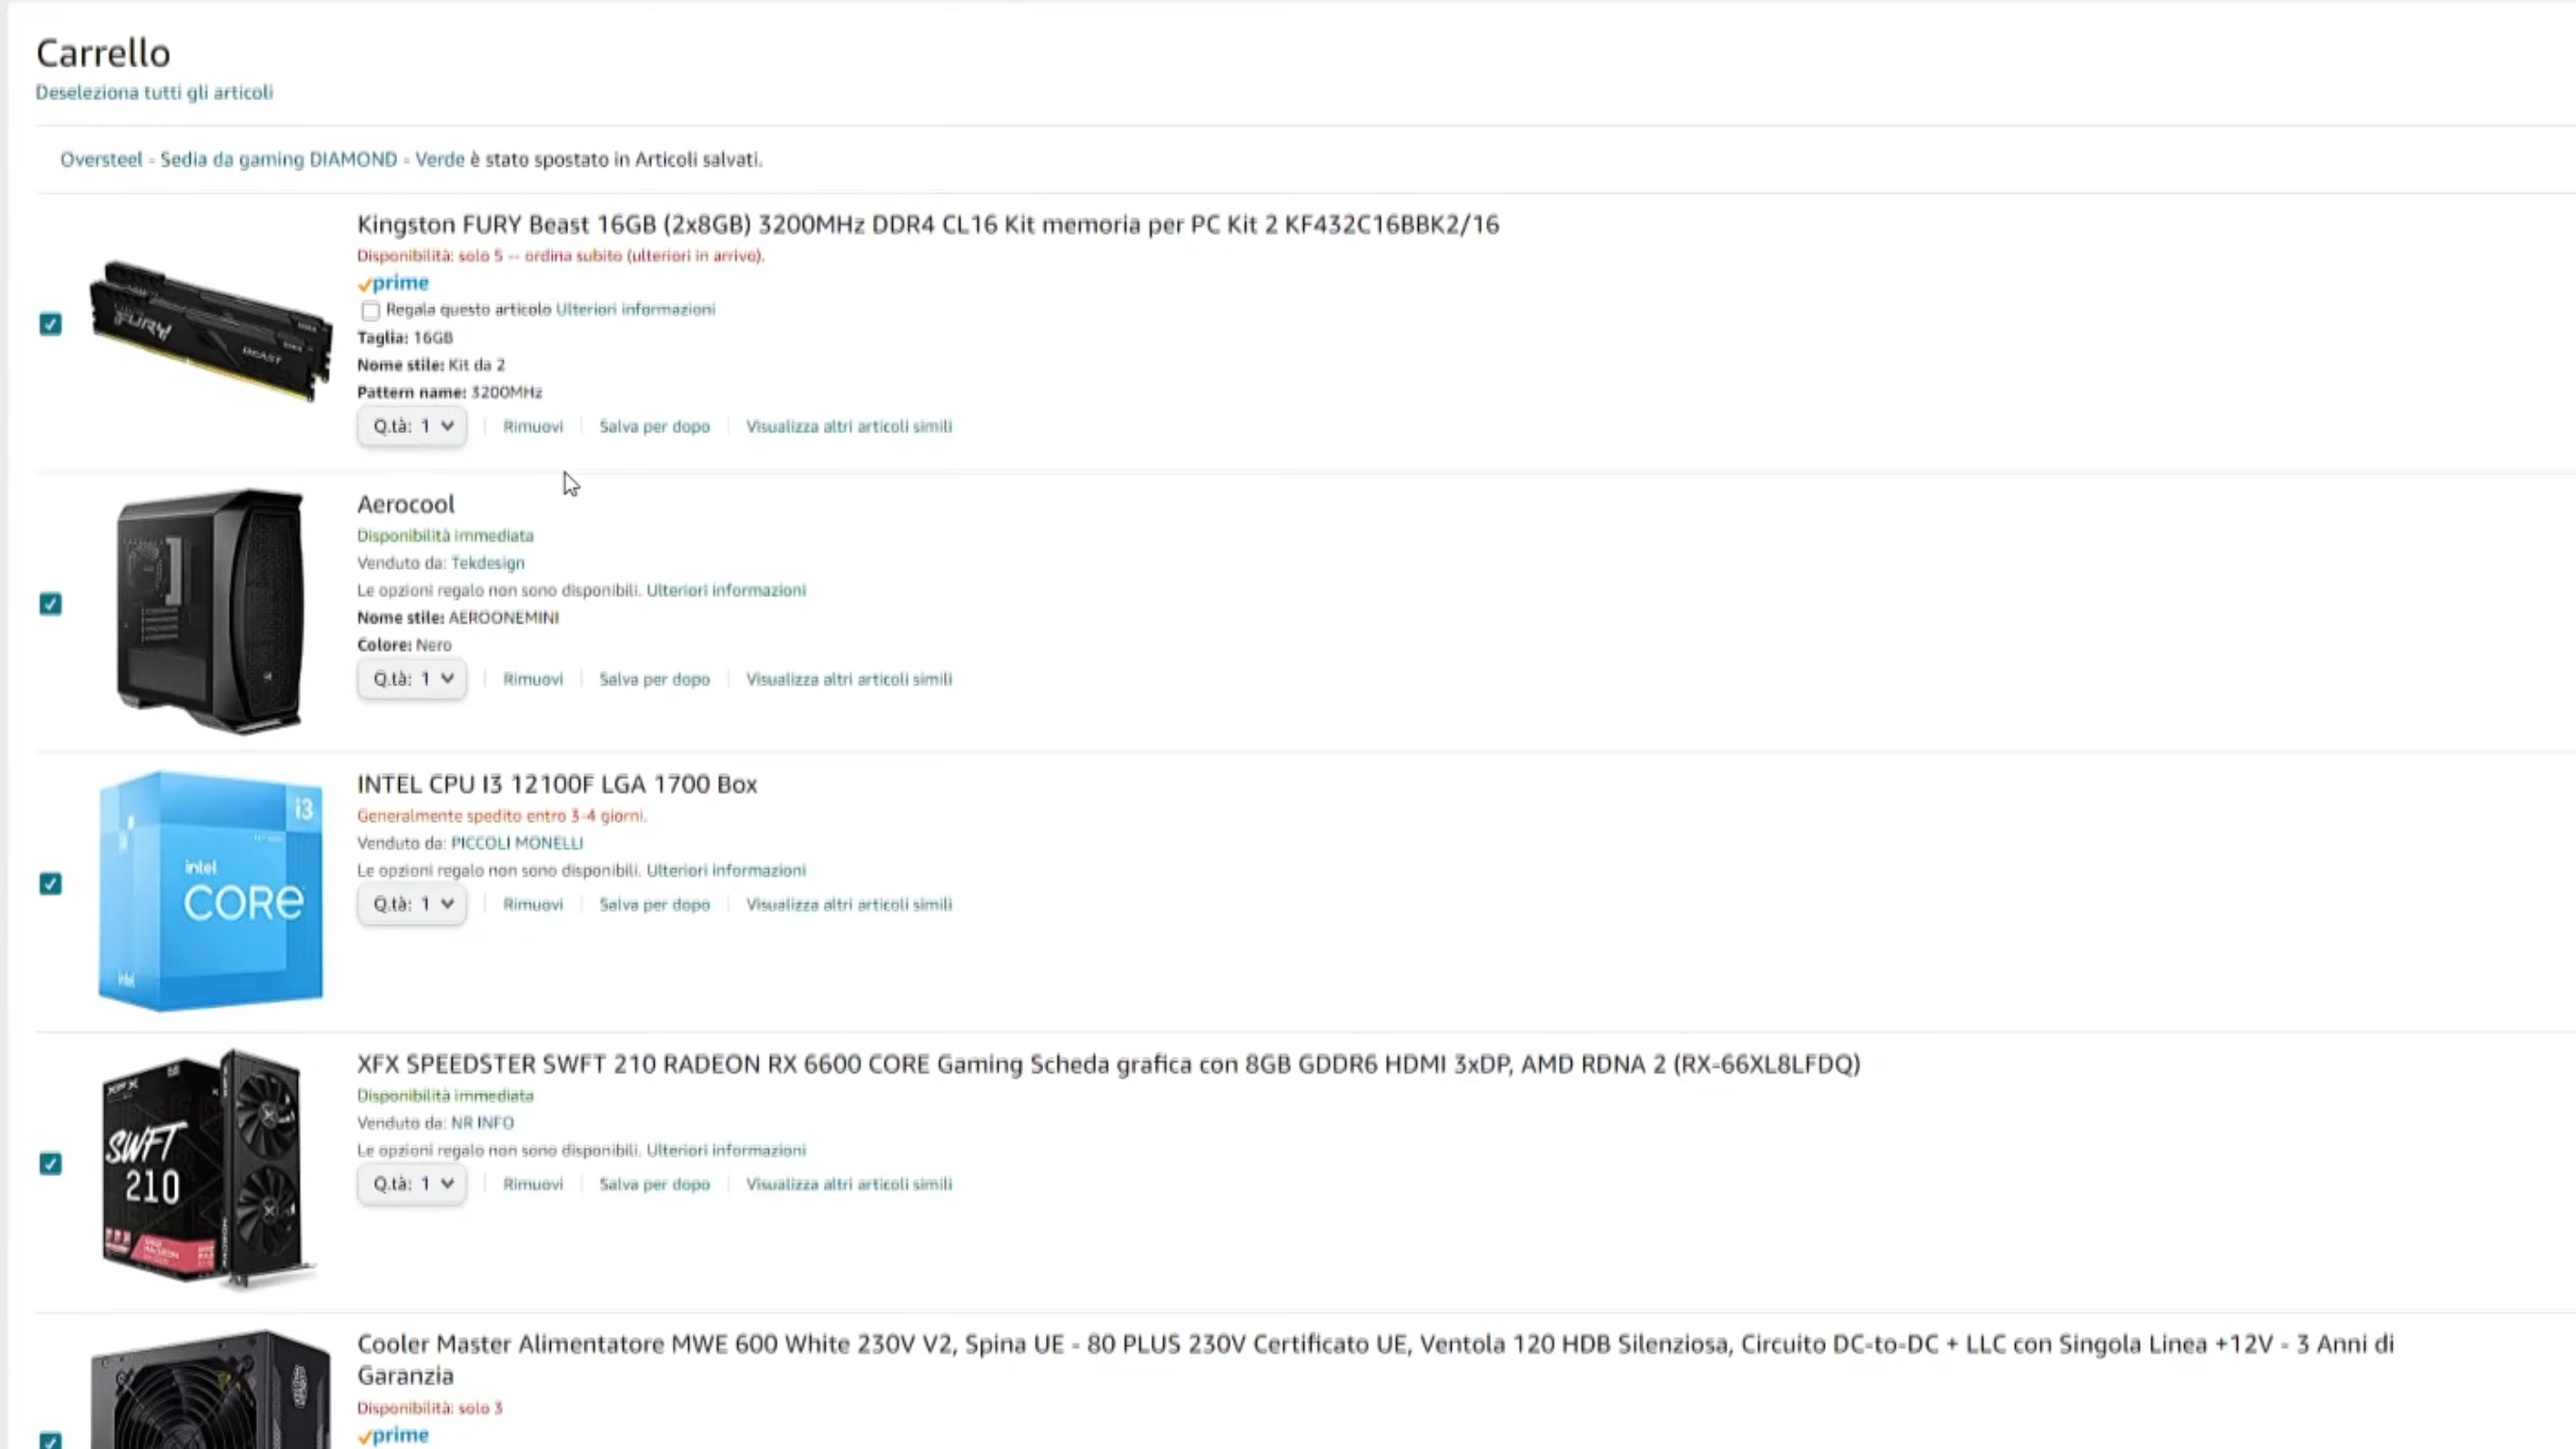 Carrello
Deseleziona tutti gli articoli
Oversteel - Sedia da gaming DIAMOND - Verde è stato spostato in Articoli salvati.
Kingston FURY Beast 16GB (2x8GB) 3200MHz DDR4 CL16 Kit memoria per PC Kit 2 KF432C16BBK2/16
Disponibilità: solo 5 -- ordina subito (ulteriori in arrivo).
prime
Regala questo articolo Ulteriori informazioni
Taglia: 16GB
Nome stile: Kit da 2
Pattern name: 3200MHz
Q.tà: 1 Rimuovi Salva per dopo Visualizza altri articoli simili
FURY
BEAST
Aerocool
Disponibilità immediata
Venduto da: Tekdesign
Le opzioni regalo non sono disponibili. Ulteriori informazioni
Nome stile: AEROONEMINI
Colore: Nero
Q.tà: 1 Rimuovi Salva per dopo Visualizza altri articoli simili
INTEL CPU I3 12100F LGA 1700 Box
Generalmente spedito entro 3-4 giorni.
Venduto da: PICCOLI MONELLI
Le opzioni regalo non sono disponibili. Ulteriori informazioni
Q.tà: 1 Rimuovi Salva per dopo Visualizza altri articoli simili
i3
intel
CORe
intel
XFX SPEEDSTER SWFT 210 RADEON RX 6600 CORE Gaming Scheda grafica con 8GB GDDR6 HDMI 3xDP, AMD RDNA 2 (RX-66XL8LFDQ)
Disponibilità immediata
Venduto da: NR INFO
Le opzioni regalo non sono disponibili. Ulteriori informazioni
Q.tà: 1 Rimuovi Salva per dopo Visualizza altri articoli simili
XFX
SWFT
210
Cooler Master Alimentatore MWE 600 White 230V V2, Spina UE - 80 PLUS 230V Certificato UE, Ventola 120 HDB Silenziosa, Circuito DC-to-DC + LLC con Singola Linea +12V - 3 Anni di
Garanzia
Disponibilità: solo 3
prime